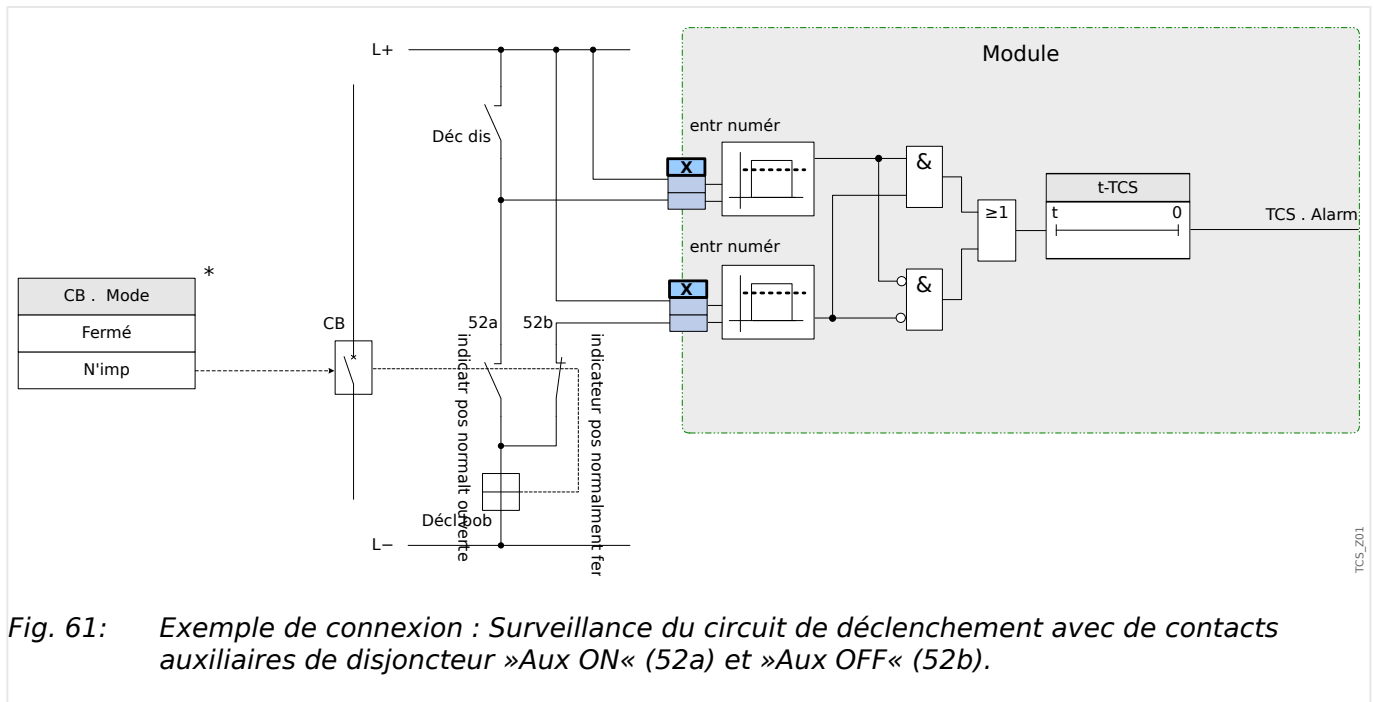 L+
Module
entr numér
Déc dis
X
&
t-TCS
≥1
t
0
TCS . Alarm
entr numér
*
X
&
CB . Mode
Fermé
N'imp
CB
52a
52b
indicatr pos normalt ouverte
indicateur pos normalment fer
Décl bob
L−
TCS_Z01
Fig. 61: Exemple de connexion : Surveillance du circuit de déclenchement avec de contacts
auxiliaires de disjoncteur »Aux ON« (52a) et »Aux OFF« (52b).